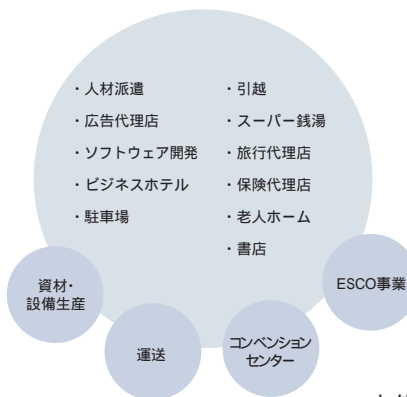 ・人材派遣
・広告代理店
・ソフトウェア開発
・ビジネスホテル
・駐車場
・引越
・スーパー銭湯
・旅行代理店
・保険代理店
・老人ホーム
・書店
資材・
設備生産
運送
コンベンション
センター
ESCO事業